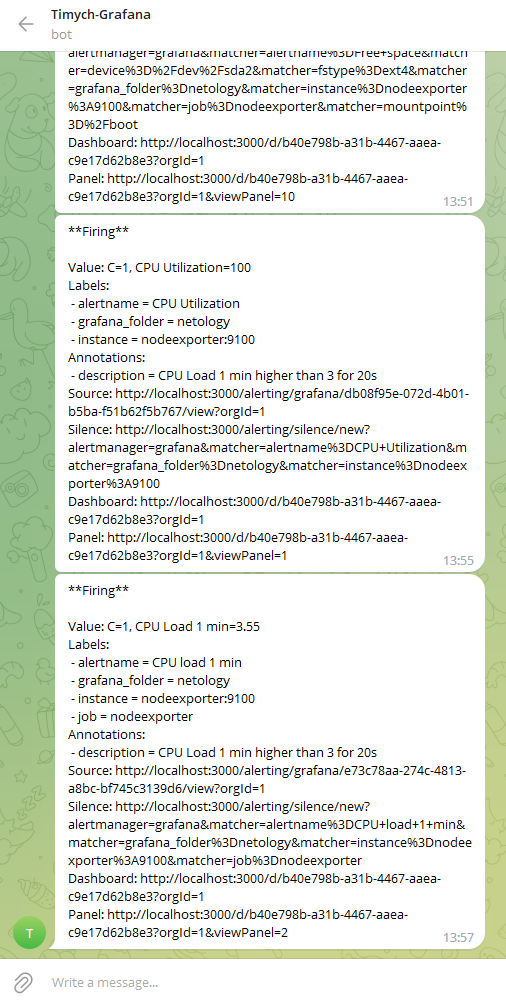 Timych-Grafana
bot
alertmanager=grafana&matcher=alertname%3DFree+space&match
er=device%3D%2Fdev%2Fsda2&matcher=fstype%3Dext4&matcher
=grafana_folder%3Dnetology&matcher=instance%3Dnodeexporter
%3A9100&matcher=job%3Dnodeexporter&matcher=mountpoint%
3D%2Fboot
Dashboard: http://localhost:3000/d/b40e798b-a31b-4467-aaea-
c9e17d62b8e3?orgId=1
Panel: http://localhost:3000/d/b40e798b-a31b-4467-aaea-
c9e17d62b8e3?orgId=1&viewPanel=10
13:51
**Firing**
Value: C=1, CPU Utilization=100
Labels:
- alertname = CPU Utilization
- grafana_folder = netology
- instance = nodeexporter:9100
Annotations:
- description = CPU Load 1 min higher than 3 for 20s
Source: http://localhost:3000/alerting/grafana/db08f95e-072d-4b01-
b5ba-f51b62f5b767/view?orgId=1
Silence: http://localhost:3000/alerting/silence/new?
alertmanager=grafana&matcher=alertname%3DCPU+Utilization&m
atcher=grafana_folder%3Dnetology&matcher=instance%3Dnodeex
porter%3A9100
Dashboard: http://localhost:3000/d/b40e798b-a31b-4467-aaea-
c9e17d62b8e3?orgId=1
Panel: http://localhost:3000/d/b40e798b-a31b-4467-aaea-
c9e17d62b8e3?orgId=1&viewPanel=1
13:55
**Firing**
Value: C=1, CPU Load 1 min=3.55
Labels:
- alertname = CPU load 1 min
- grafana_folder = netology
- instance = nodeexporter:9100
- job = nodeexporter
Annotations:
- description = CPU Load 1 min higher than 3 for 20s
Source: http://localhost:3000/alerting/grafana/e73c78aa-274c-4813-
a8bc-bf745c3139d6/view?orgId=1
Silence: http://localhost:3000/alerting/silence/new?
alertmanager=grafana&matcher=alertname%3DCPU+load+1+min&
matcher=grafana_folder%3Dnetology&matcher=instance%3Dnodee
xporter%3A9100&matcher=job%3Dnodeexporter
Dashboard: http://localhost:3000/d/b40e798b-a31b-4467-aaea-
c9e17d62b8e3?orgId=1
Panel: http://localhost:3000/d/b40e798b-a31b-4467-aaea-
c9e17d62b8e3?orgId=1&viewPanel=2
13:57
T
Write a message...